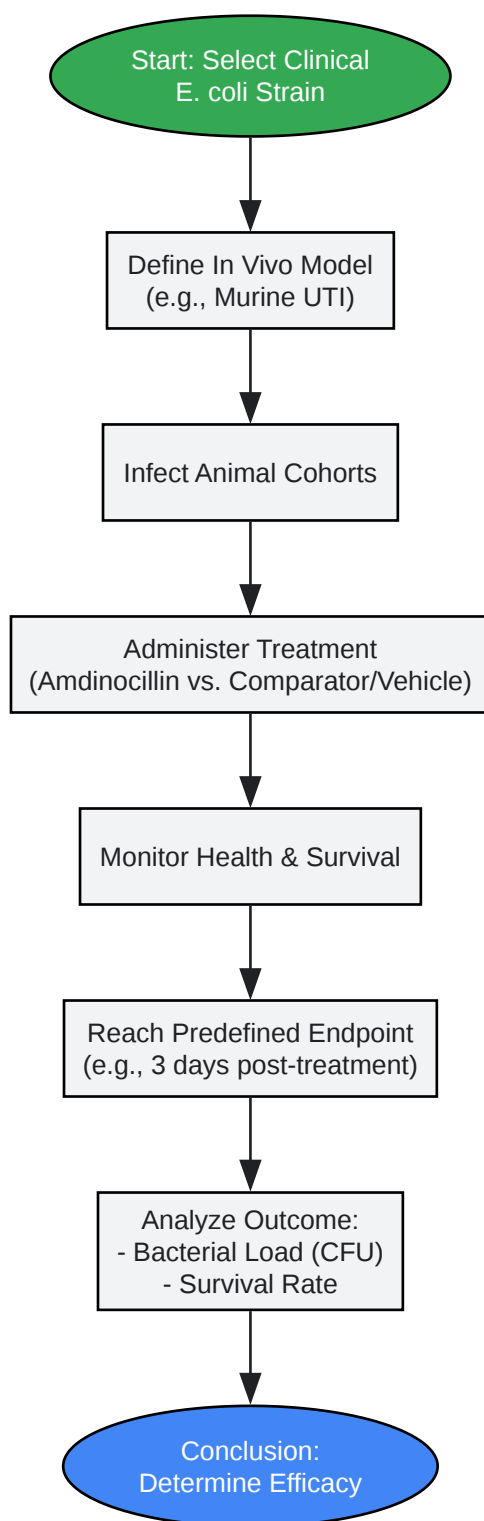 Start: Select Clinical
E. coli Strain
Define In Vivo Model
(e.g., Murine UTI)
Infect Animal Cohorts
Administer Treatment
(Amdinocillin vs. Comparator/Vehicle)
Monitor Health & Survival
Reach Predefined Endpoint
(e.g., 3 days post-treatment)
Analyze Outcome:
- Bacterial Load (CFU)
- Survival Rate
Conclusion:
Determine Efficacy